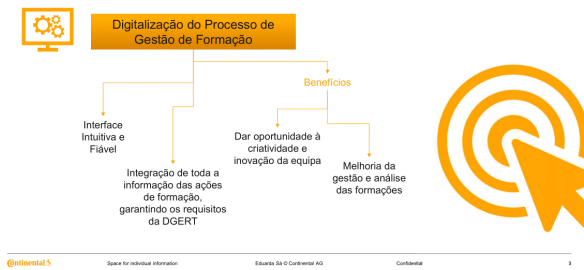 Digitalização do Processo de
Gestão de Formação
Benefícios
Interface
Intuitiva e
Fiável
Integração de toda a
informação das ações
de formação,
garantindo os requisitos
da DGERT
Dar oportunidade à
criatividade e
inovação da equipa
Melhoria da
gestão e análise
das formações
Continental
Space for individual information
Eduarda Sá © Continental AG
Confidential
3